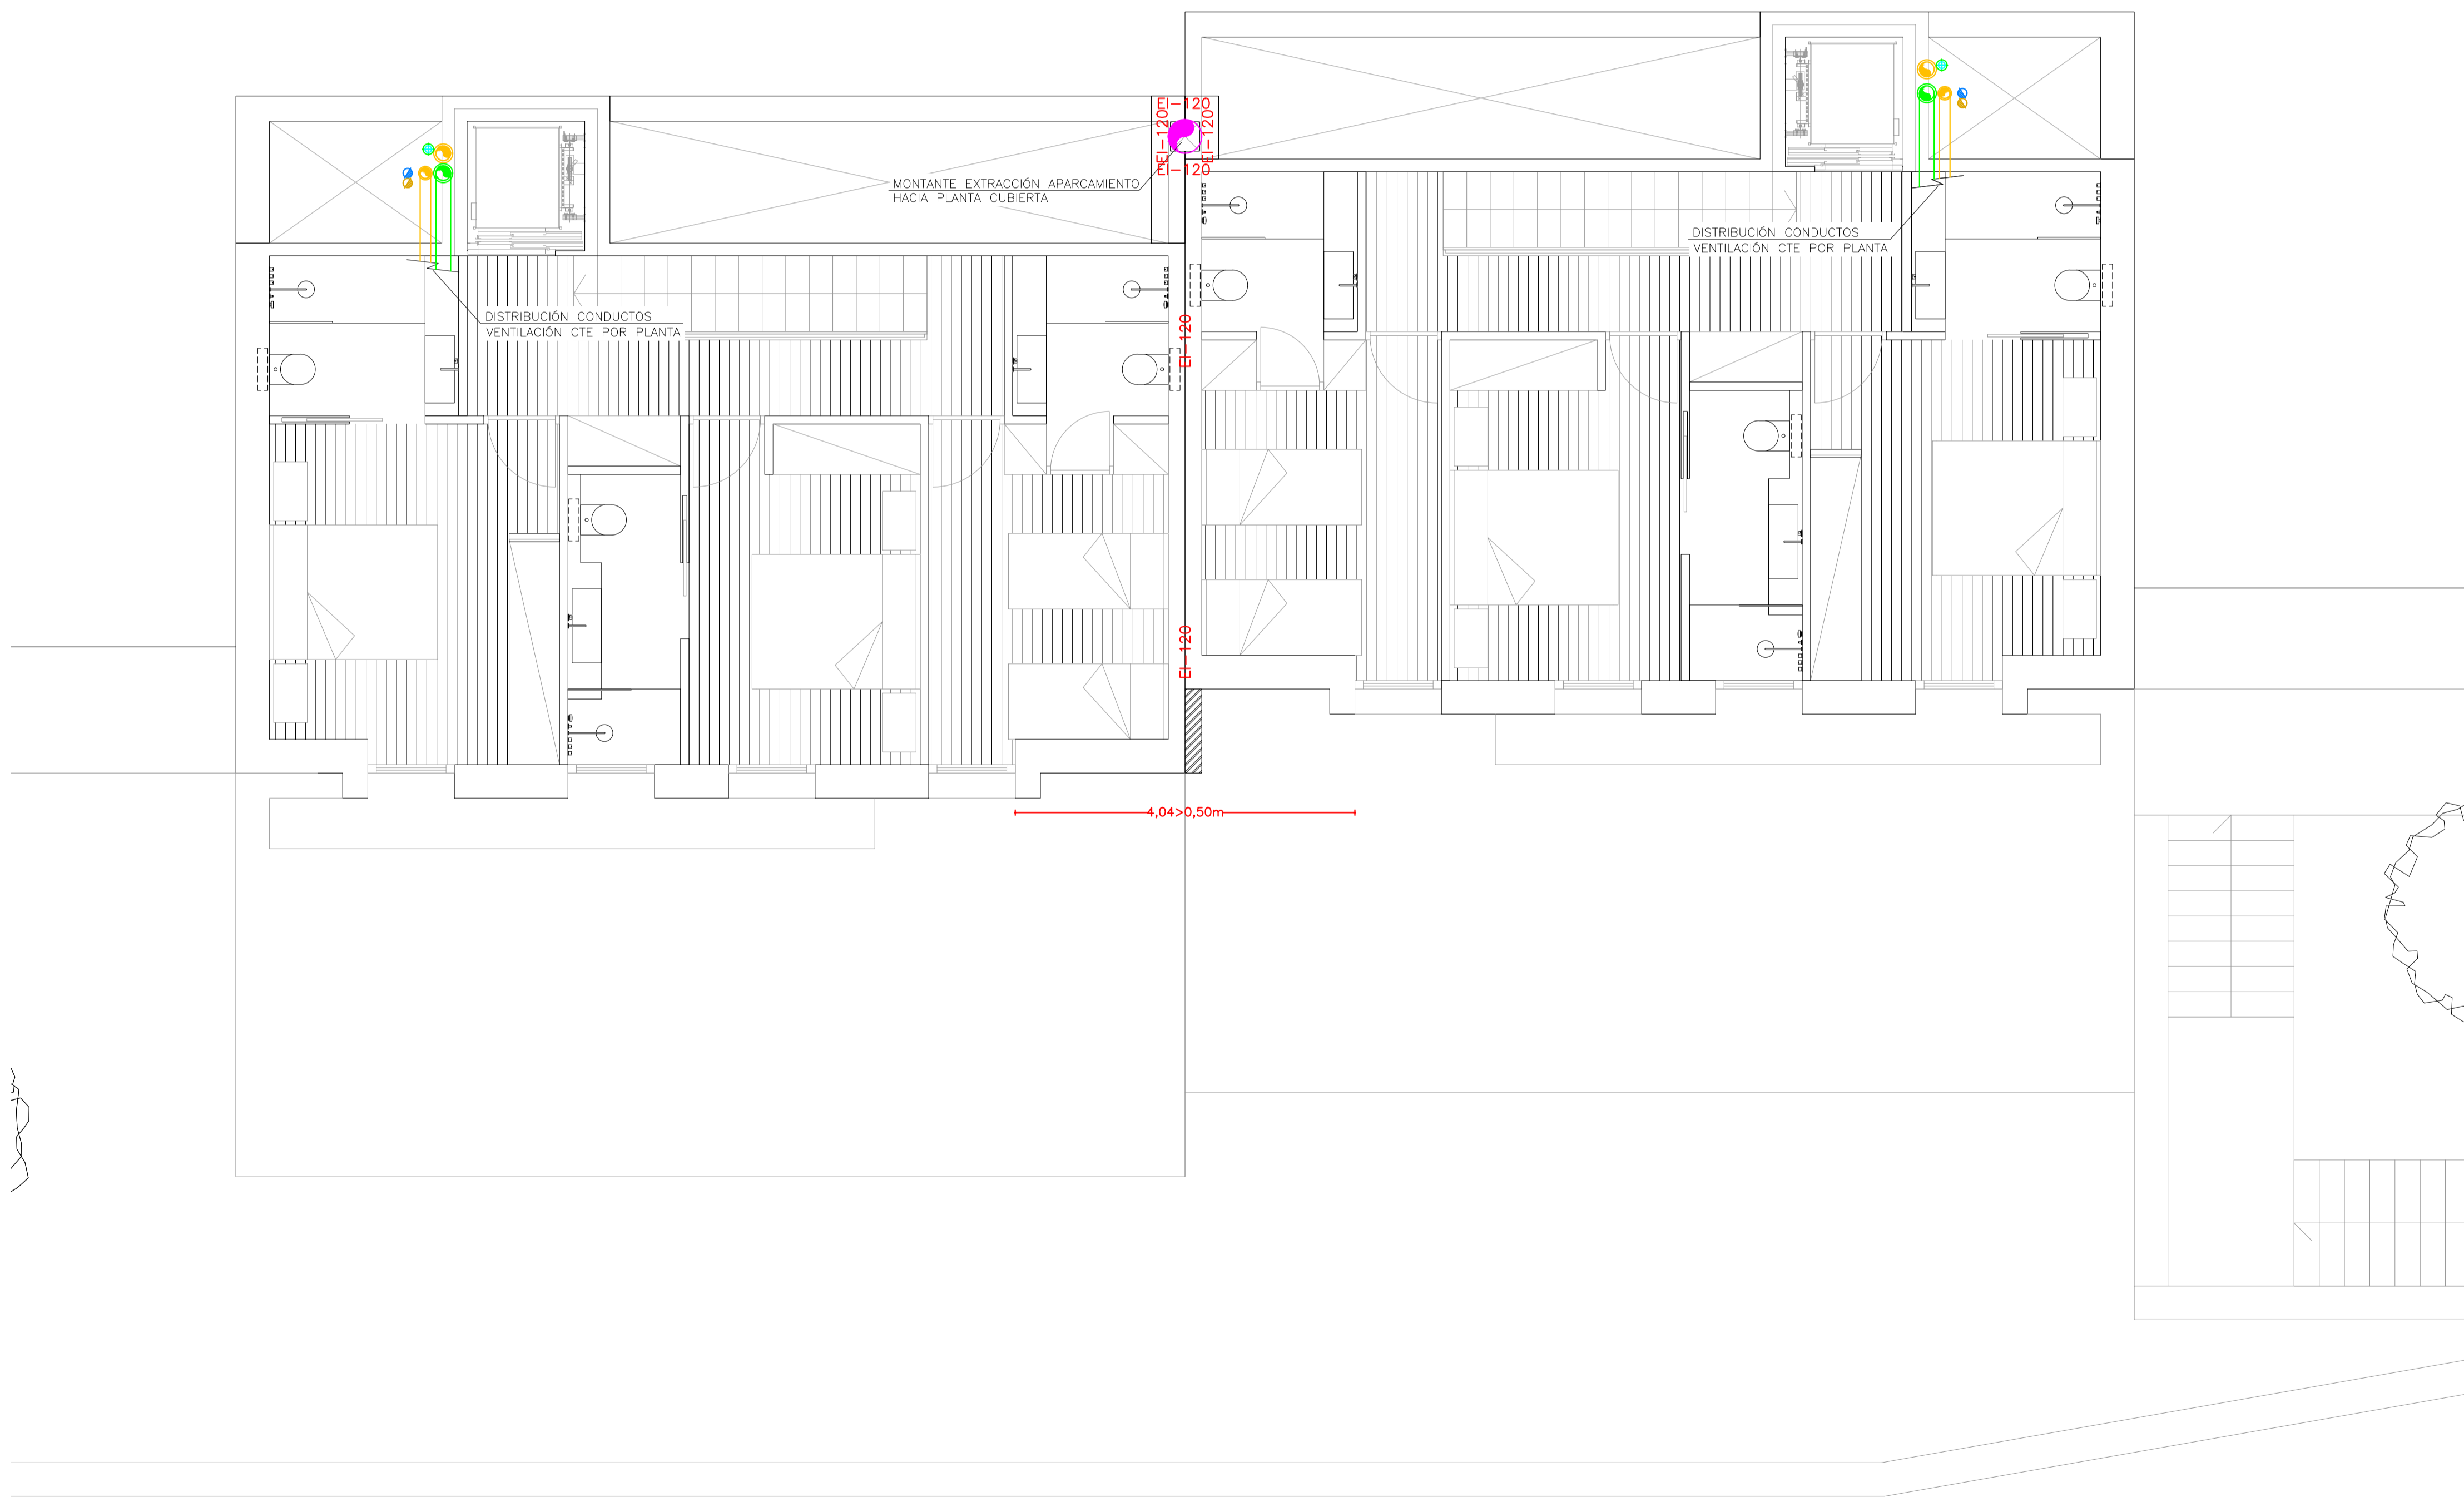 EI-120
EI-120
EI-120
EI-120
MONTANTE EXTRACCIÓN APARCAMIENTO
HACIA PLANTA CUBIERTA
DISTRIBUCIÓN CONDUCTOS
VENTILACIÓN CTE POR PLANTA
DISTRIBUCIÓN CONDUCTOS
VENTILACIÓN CTE POR PLANTA
EI-120
EI-120
4,04>0,50m